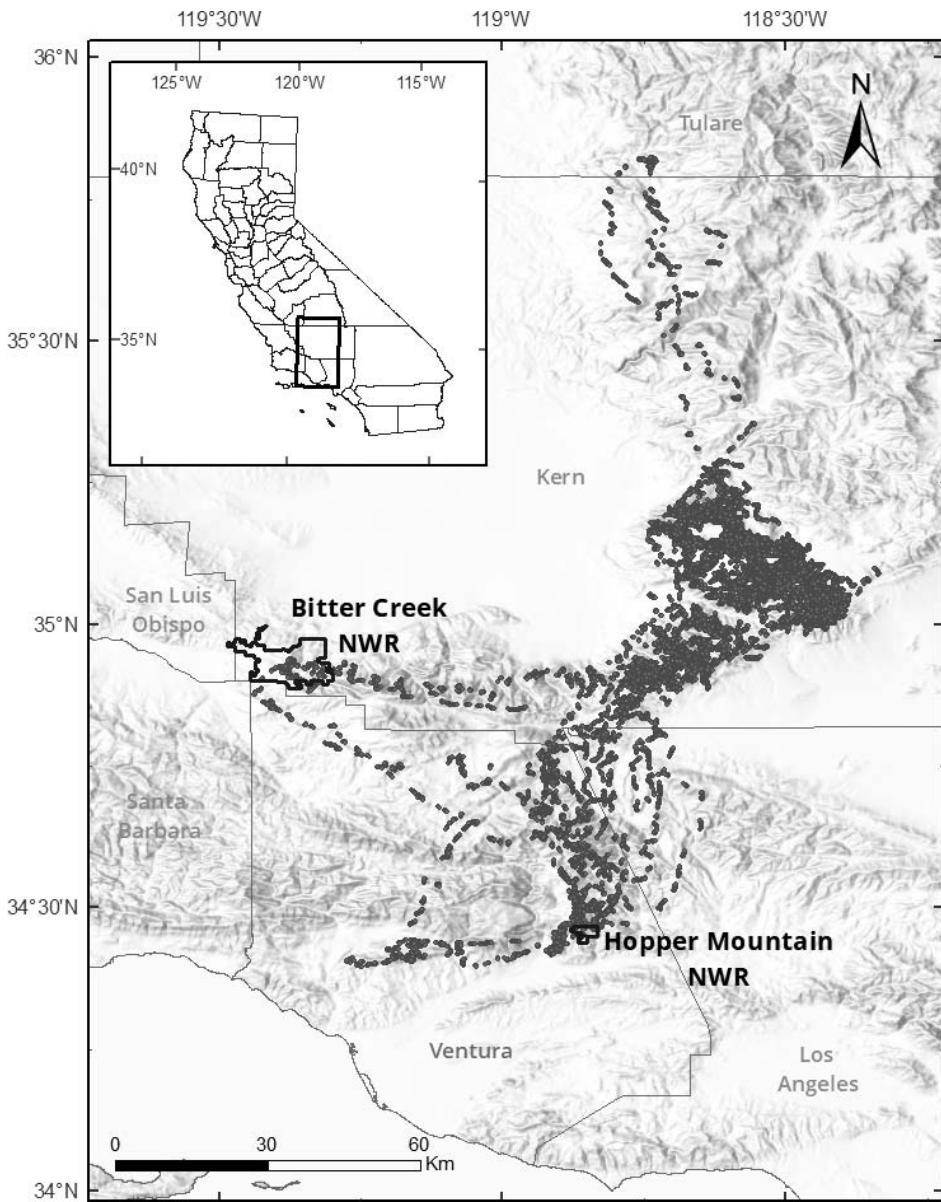 119°30'W
119°W
118°30'W
36°N
125°W
120°W
115°W
N
Tulare
40°N
35°30'N
35°N
Kern
San Luis
Obispo
Bitter Creek
NWR
35°N
Santa
Barbara
34°30'N
Hopper Mountain
NWR
Ventura
Los
Angeles
0
30
60
Km
34°N